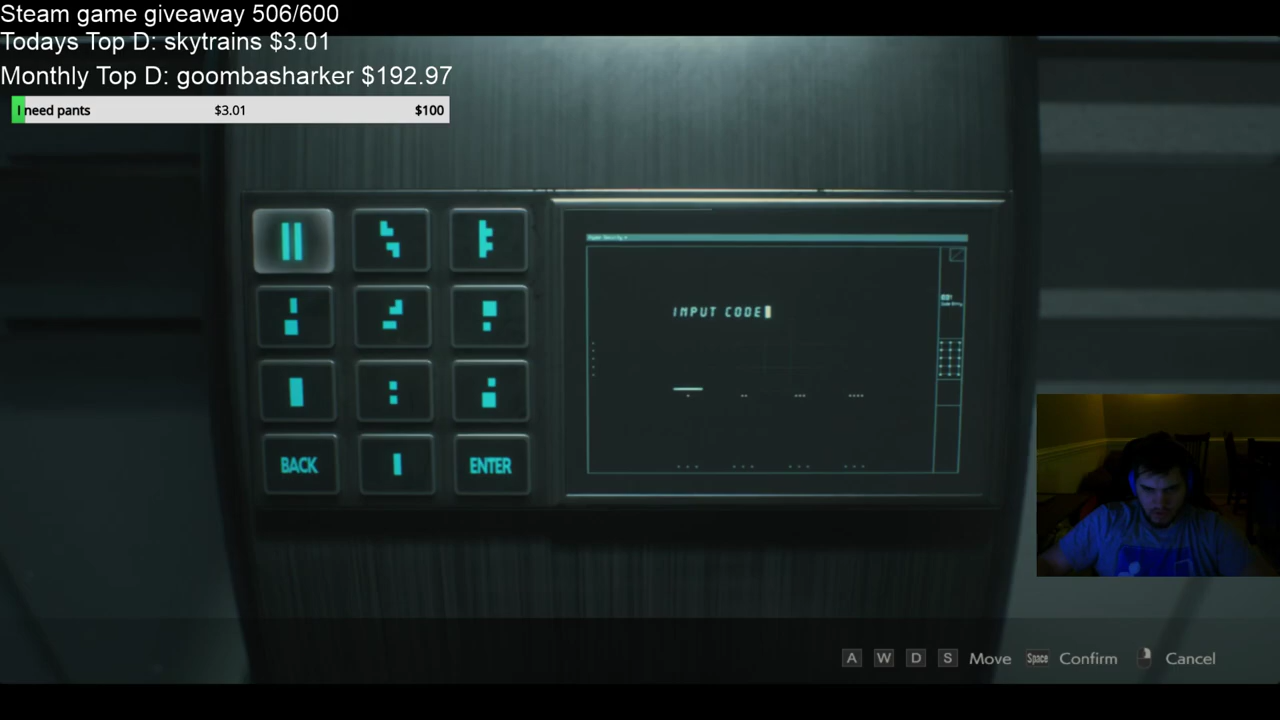 Steam game giveaway 506/600
Todays Top D: skytrains $3.01
Monthly Top D: goombasharker $192.97
I need pants $3.01 $100
INPUT CODE
BACK ENTER
A W D S Move Space Confirm Cancel